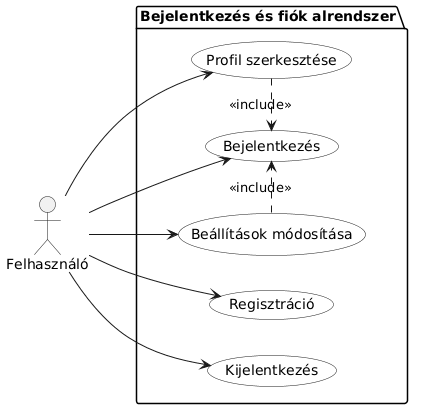 Bejelentkezés és fiók alrendszer
Profil szerkesztése
«include»
Bejelentkezés
«include»
Beállítások módosítása
Felhasználó
Regisztráció
Kijelentkezés